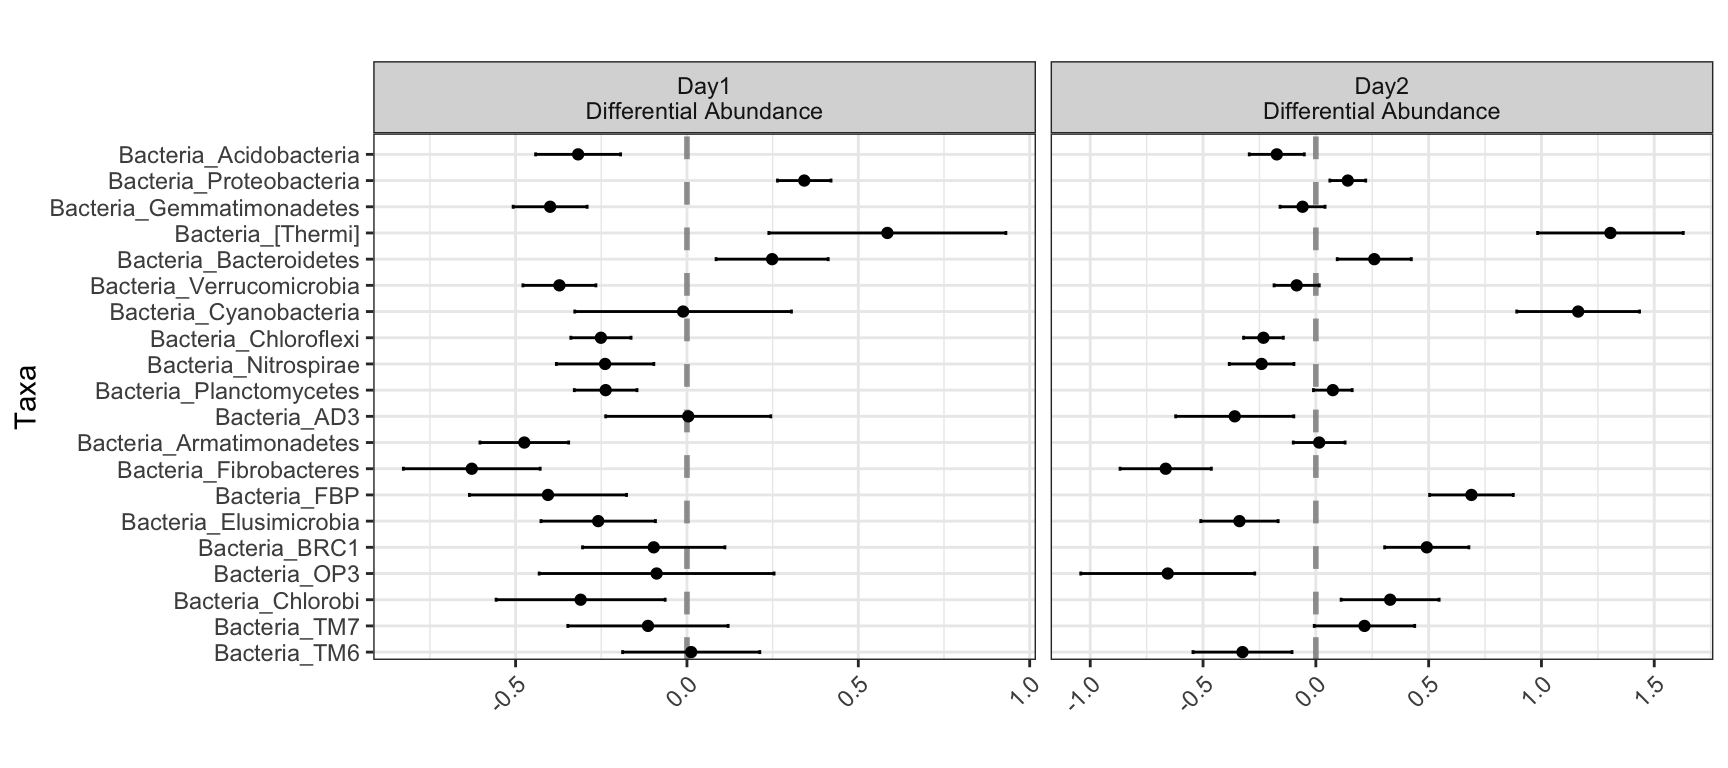 Day1
Differential Abundance
Day2
Differential Abundance
Taxa
Bacteria_Acidobacteria
Bacteria_Proteobacteria
Bacteria_Gemmatimonadetes
Bacteria_[Thermi]
Bacteria_Bacteroidetes
Bacteria_Verrucomicrobia
Bacteria_Cyanobacteria
Bacteria_Chloroflexi
Bacteria_Nitrospirae
Bacteria_Planctomycetes
Bacteria_AD3
Bacteria_Armatimonadetes
Bacteria_Fibrobacteres
Bacteria_FBP
Bacteria_Elusimicrobia
Bacteria_BRC1
Bacteria_OP3
Bacteria_Chlorobi
Bacteria_TM7
Bacteria_TM6
-0.5
0.0
0.5
1.0
-1.0
-0.5
0.0
0.5
1.0
1.5